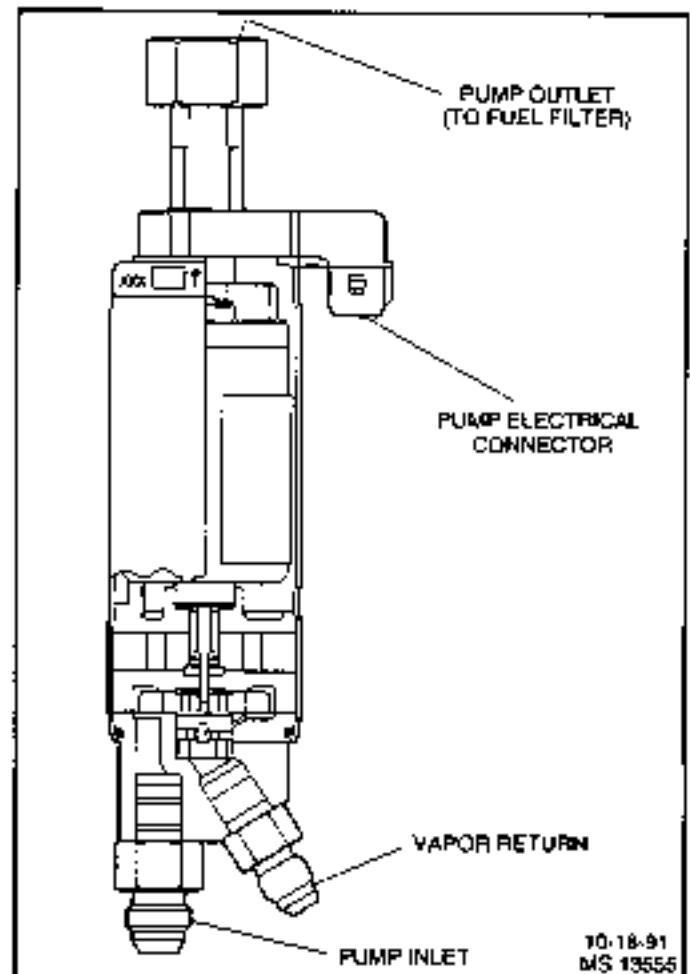 PUMP OUTLET
(TO FUEL FILTER)
PUMP ELECTRICAL
CONNECTOR
VAPOR RETURN
PUMP INLET
10-18-91
MS 13555